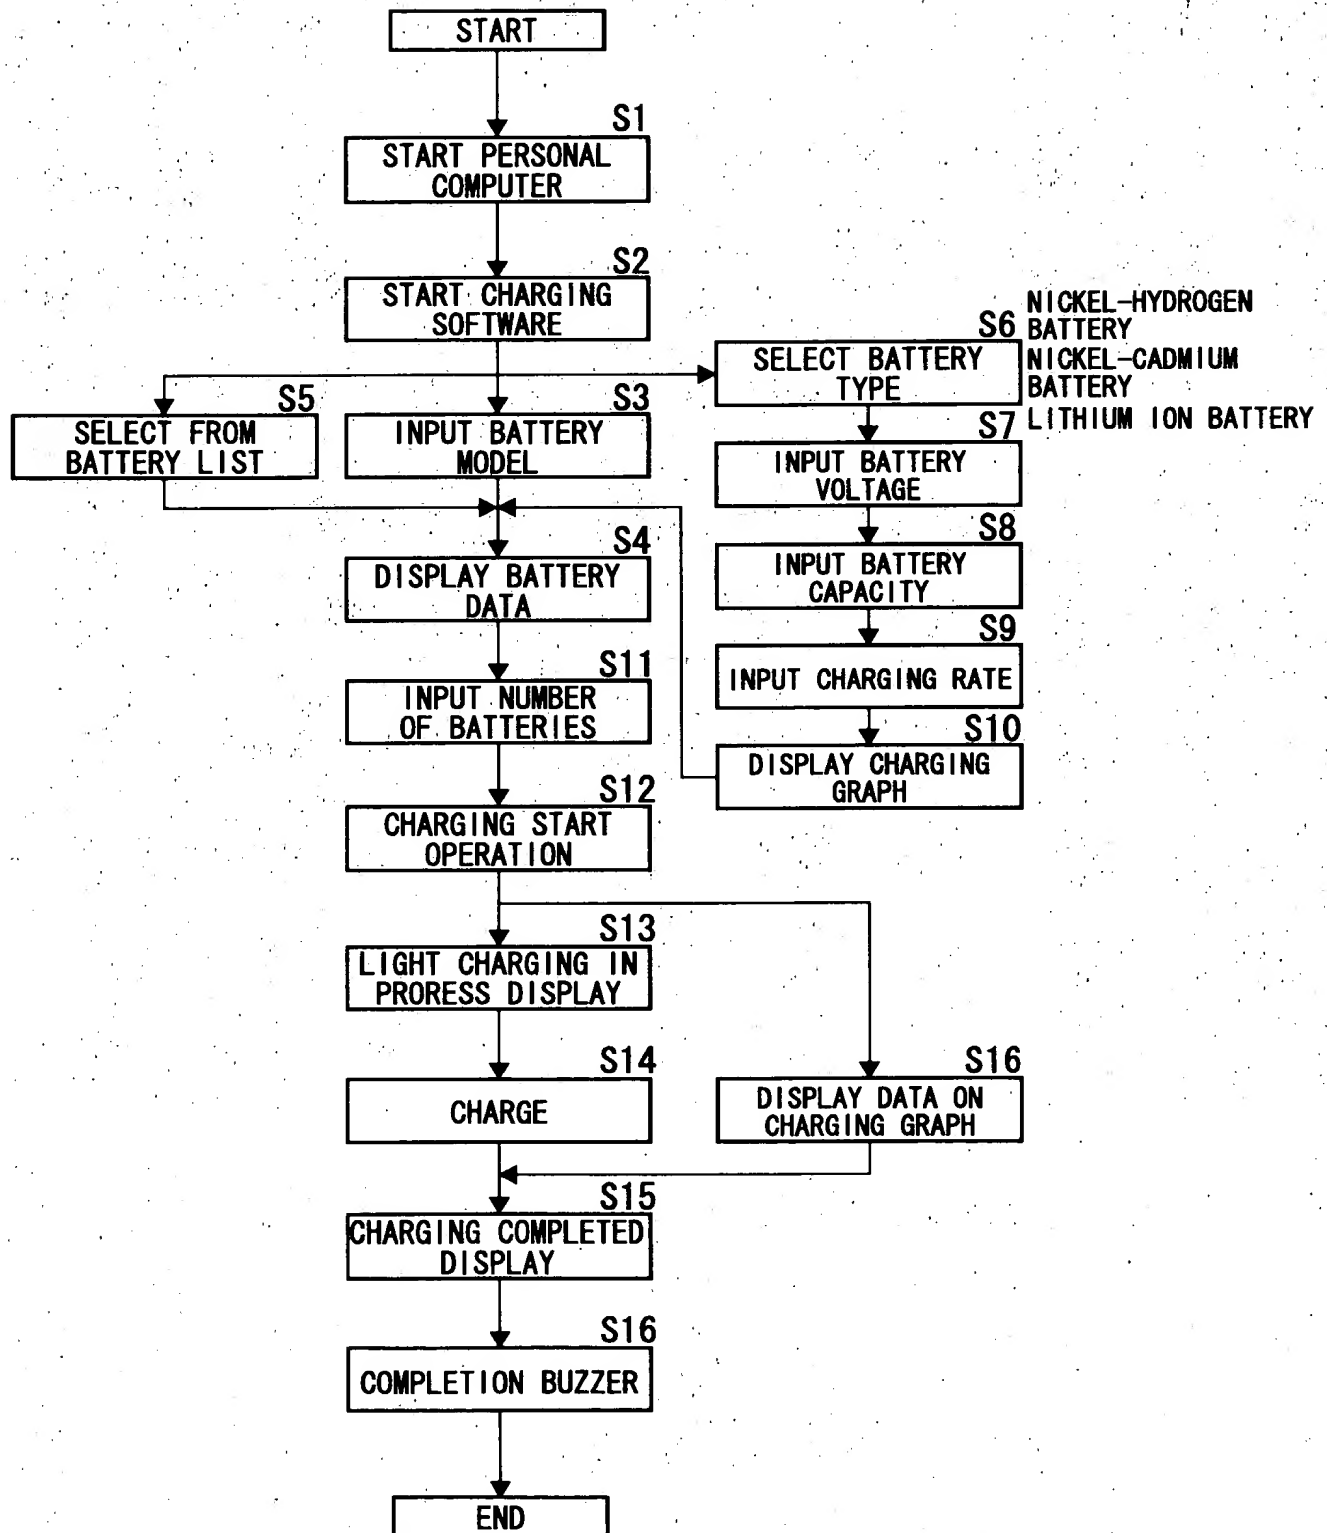 START
S1
START PERSONAL
COMPUTER
S2
START CHARGING
SOFTWARE
S5
SELECT FROM
BATTERY LIST
S3
INPUT BATTERY
MODEL
S6
SELECT BATTERY
TYPE
NICKEL-HYDROGEN
BATTERY
NICKEL-CADMIUM
BATTERY
LITHIUM ION BATTERY
S7
INPUT BATTERY
VOLTAGE
S8
INPUT BATTERY
CAPACITY
S9
INPUT CHARGING RATE
S10
DISPLAY CHARGING
GRAPH
S4
DISPLAY BATTERY
DATA
S11
INPUT NUMBER
OF BATTERIES
S12
CHARGING START
OPERATION
S13
LIGHT CHARGING IN
PRORESS DISPLAY
S14
CHARGE
S16
DISPLAY DATA ON
CHARGING GRAPH
S15
CHARGING COMPLETED
DISPLAY
S16
COMPLETION BUZZER
END